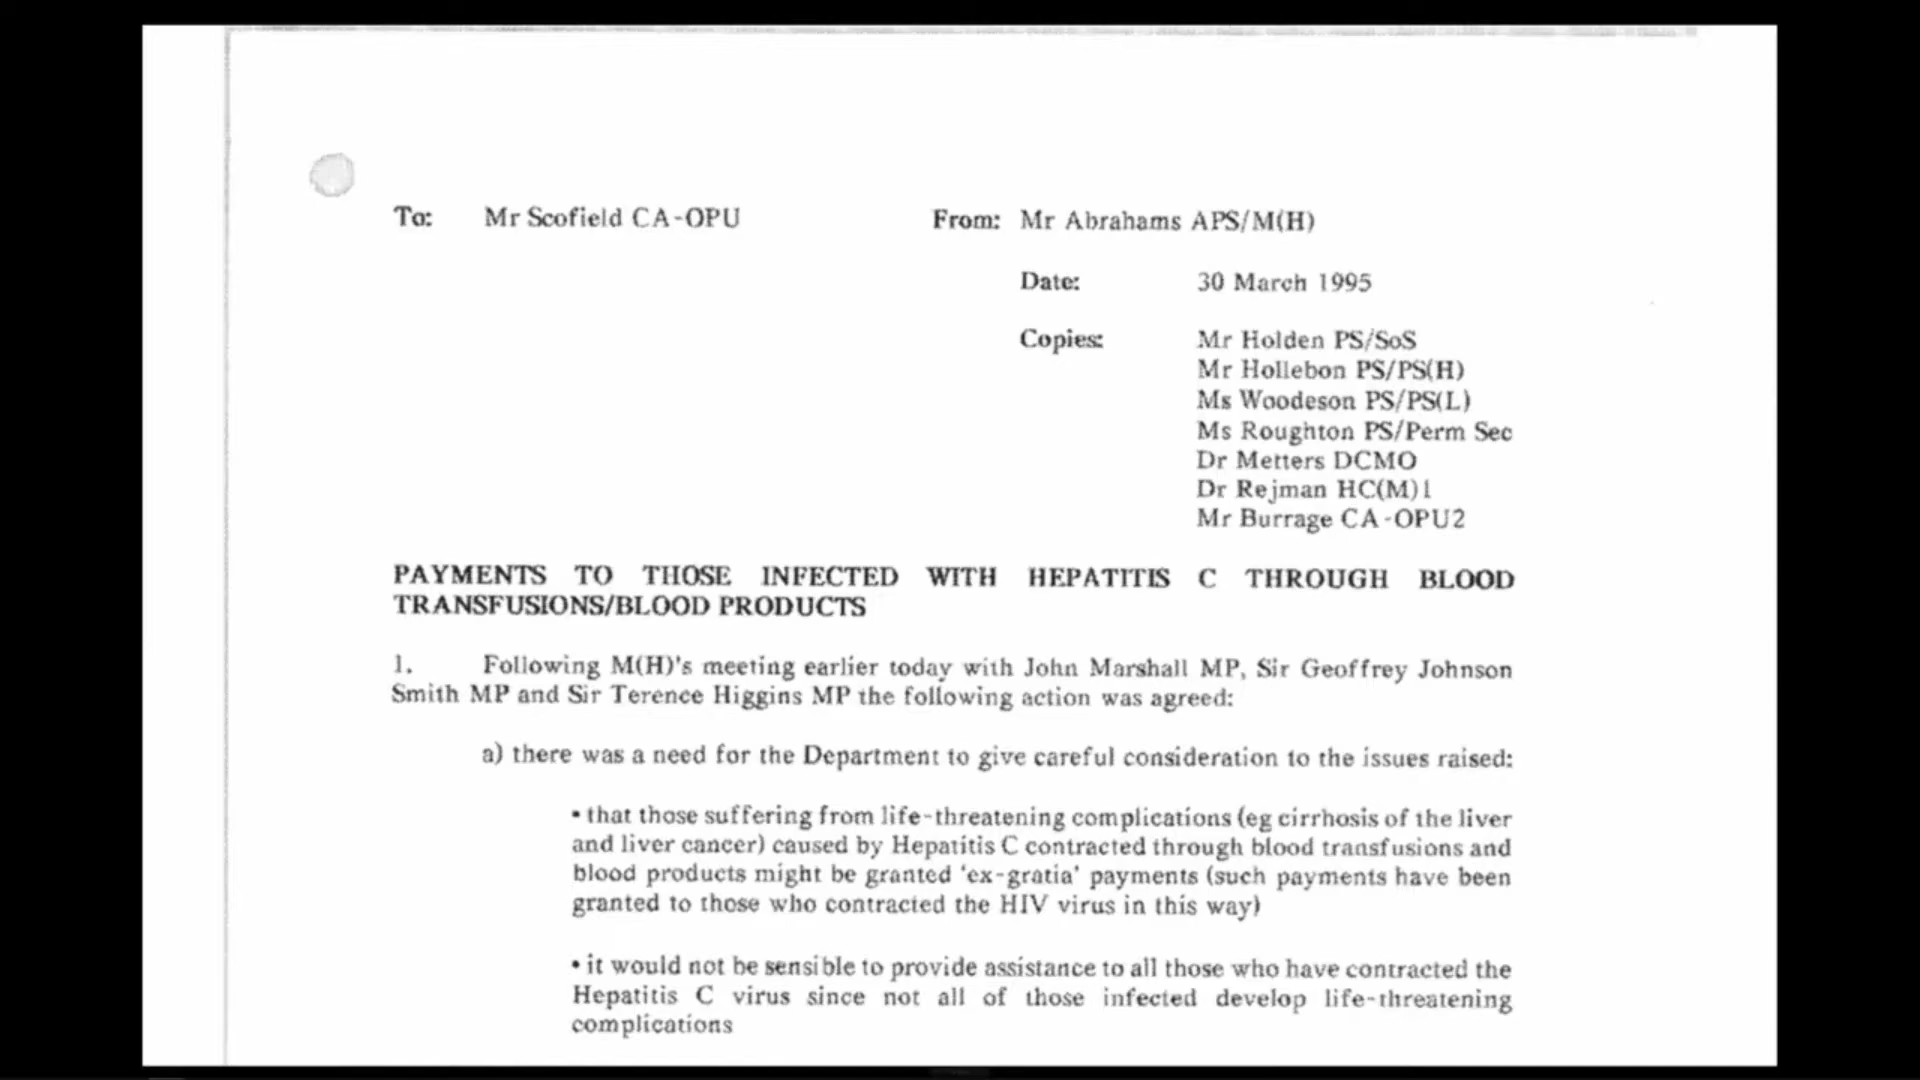 To: Mr Scofield CA-OPU From: Mr Abrahams APS/M(H)
Date: 30 March 1995
Copies: Mr Holden PS/SoS
Mr Hollebon PS/PS(H)
Ms Woodeson PS/PS(L)
Ms Roughton PS/Perm Sec
Dr Metters DCMO
Dr Rejman HC(M)1
Mr Burrage CA-OPU2
PAYMENTS TO THOSE INFECTED WITH HEPATITIS C THROUGH BLOOD
TRANSFUSIONS/BLOOD PRODUCTS
1. Following M(H)'s meeting earlier today with John Marshall MP, Sir Geoffrey Johnson
Smith MP and Sir Terence Higgins MP the following action was agreed:
a) there was a need for the Department to give careful consideration to the issues raised:
• that those suffering from life-threatening complications (eg cirrhosis of the liver
and liver cancer) caused by Hepatitis C contracted through blood transfusions and
blood products might be granted 'ex-gratia' payments (such payments have been
granted to those who contracted the HIV virus in this way)
• it would not be sensible to provide assistance to all those who have contracted the
Hepatitis C virus since not all of those infected develop life-threatening
complications